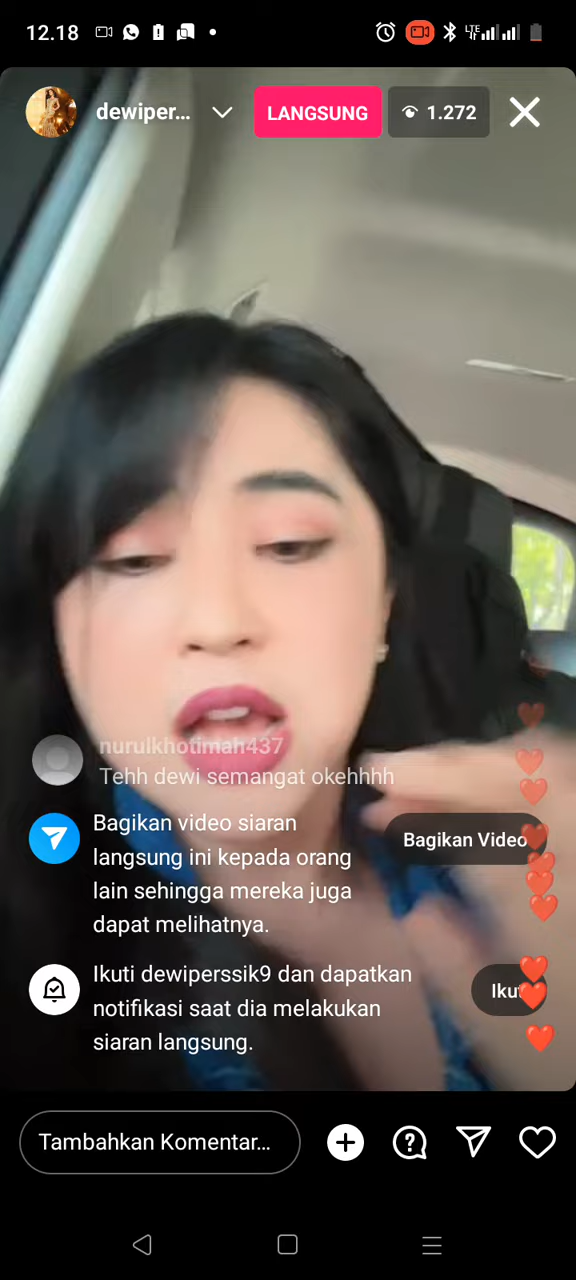 12.18
LTE
dewiper...
LANGSUNG
1.272
nurulkhotimah437
Tehh dewi semangat okehhhh
Bagikan video siaran
langsung ini kepada orang
lain sehingga mereka juga
dapat melihatnya.
Bagikan Video
Ikuti dewiperssik9 dan dapatkan
notifikasi saat dia melakukan
siaran langsung.
Iku
Tambahkan Komentar...